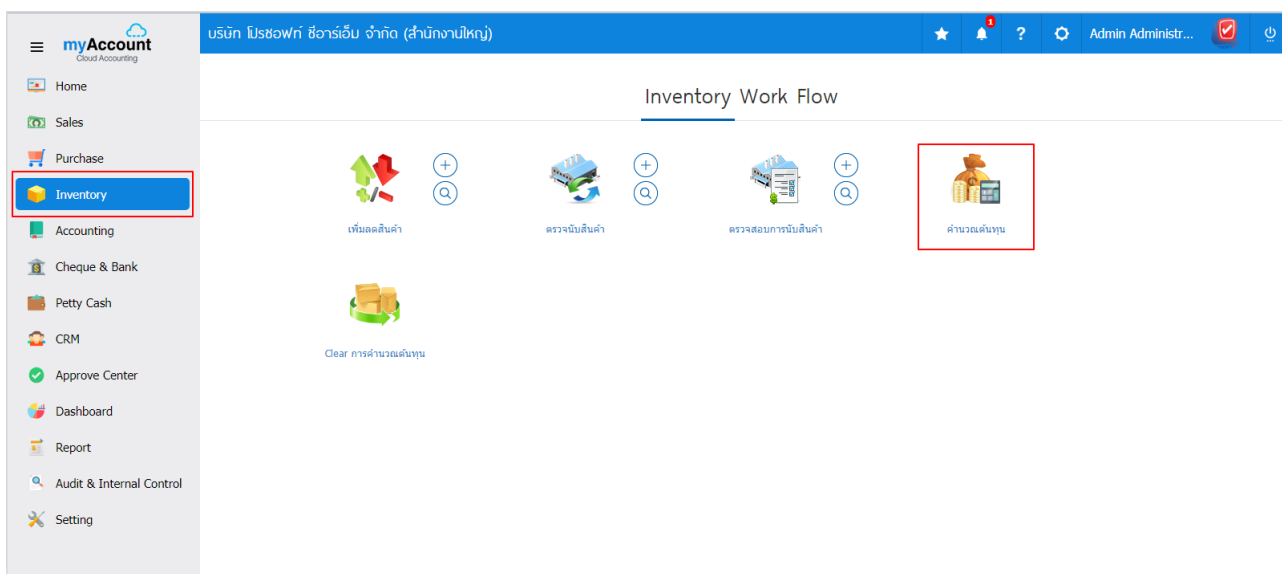 myAccount
Cloud Accounting
บริษัท โปรซอฟท์ ซีอาร์เอ็ม จำกัด (สำนักงานใหญ่)
1
?
Admin Administr...
Home
Sales
Purchase
Inventory
Accounting
Cheque & Bank
Petty Cash
CRM
Approve Center
Dashboard
Report
Audit & Internal Control
Setting
Inventory Work Flow
เพิ่มลดสินค้า
ตรวจนับสินค้า
ตรวจสอบการนับสินค้า
คำนวณต้นทุน
Clear การคำนวณต้นทุน